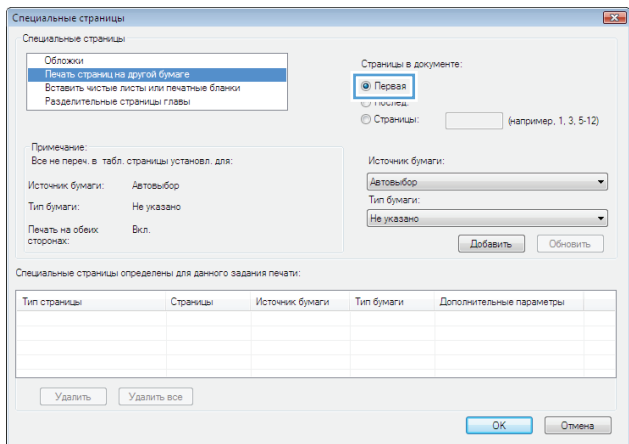 Специальные страницы
Специальные страницы
Обложки
Печать страниц на другой бумаге
Вставить чистые листы или печатные бланки
Разделительные страницы главы
Страницы в документе:
Первая
Послед.
Страницы:
(например, 1, 3, 5-12)
Примечание:
Все не переч. в табл. страницы установл. для:
Источник бумаги: Автовыбор
Тип бумаги: Не указано
Печать на обеих
сторонах: Вкл.
Источник бумаги:
Автовыбор
Тип бумаги:
Не указано
Добавить Обновить
Специальные страницы определены для данного задания печати:
Тип страницы Страницы Источник бумаги Тип бумаги Дополнительные параметры
Удалить Удалить все
OK Отмена